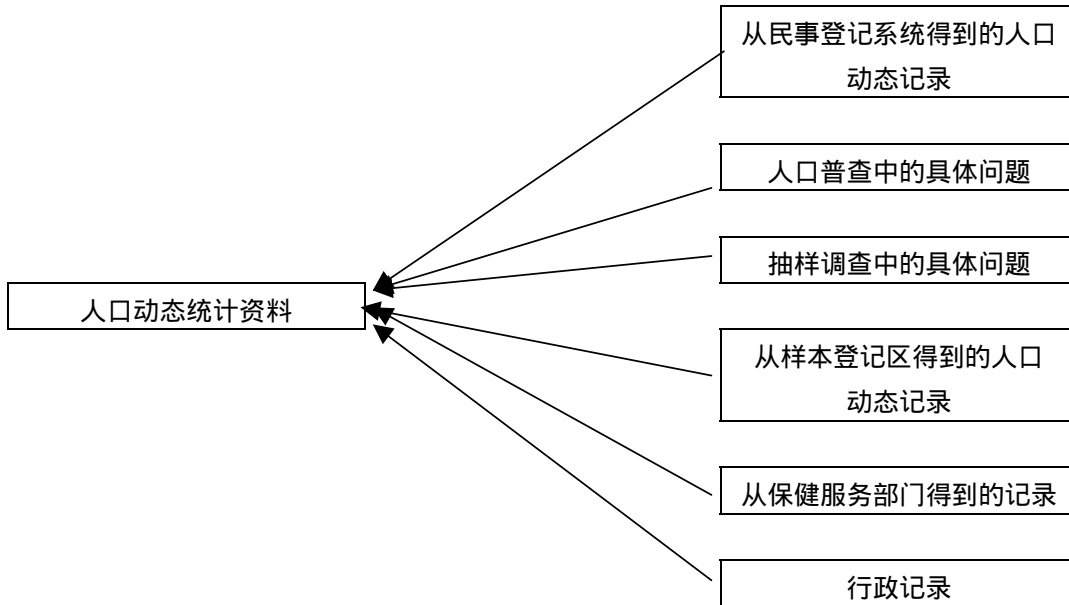 从民事登记系统得到的人口
动态记录
人口普查中的具体问题
抽样调查中的具体问题
人口动态统计资料
从样本登记区得到的人口
动态记录
从保健服务部门得到的记录
行政记录